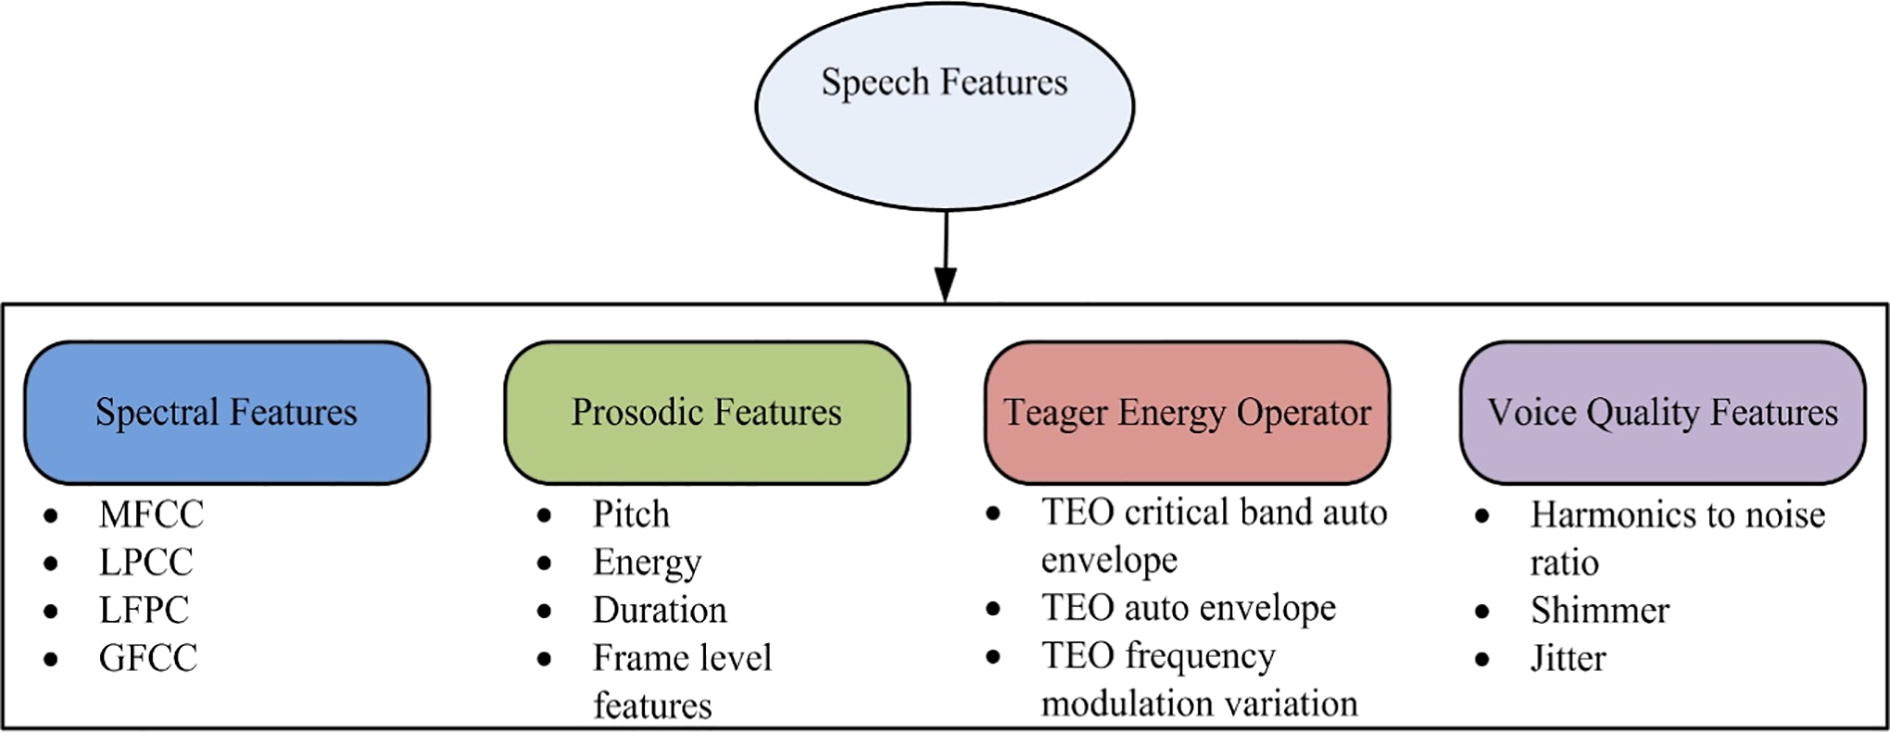 Speech Features
Spectral Features
• MFCC
• LPCC
• LFPC
• GFCC
Prosodic Features
• Pitch
• Energy
• Duration
• Frame level
features
Teager Energy Operator
• TEO critical band auto
envelope
• TEO auto envelope
• TEO frequency
modulation variation
Voice Quality Features
• Harmonics to noise
ratio
• Shimmer
• Jitter